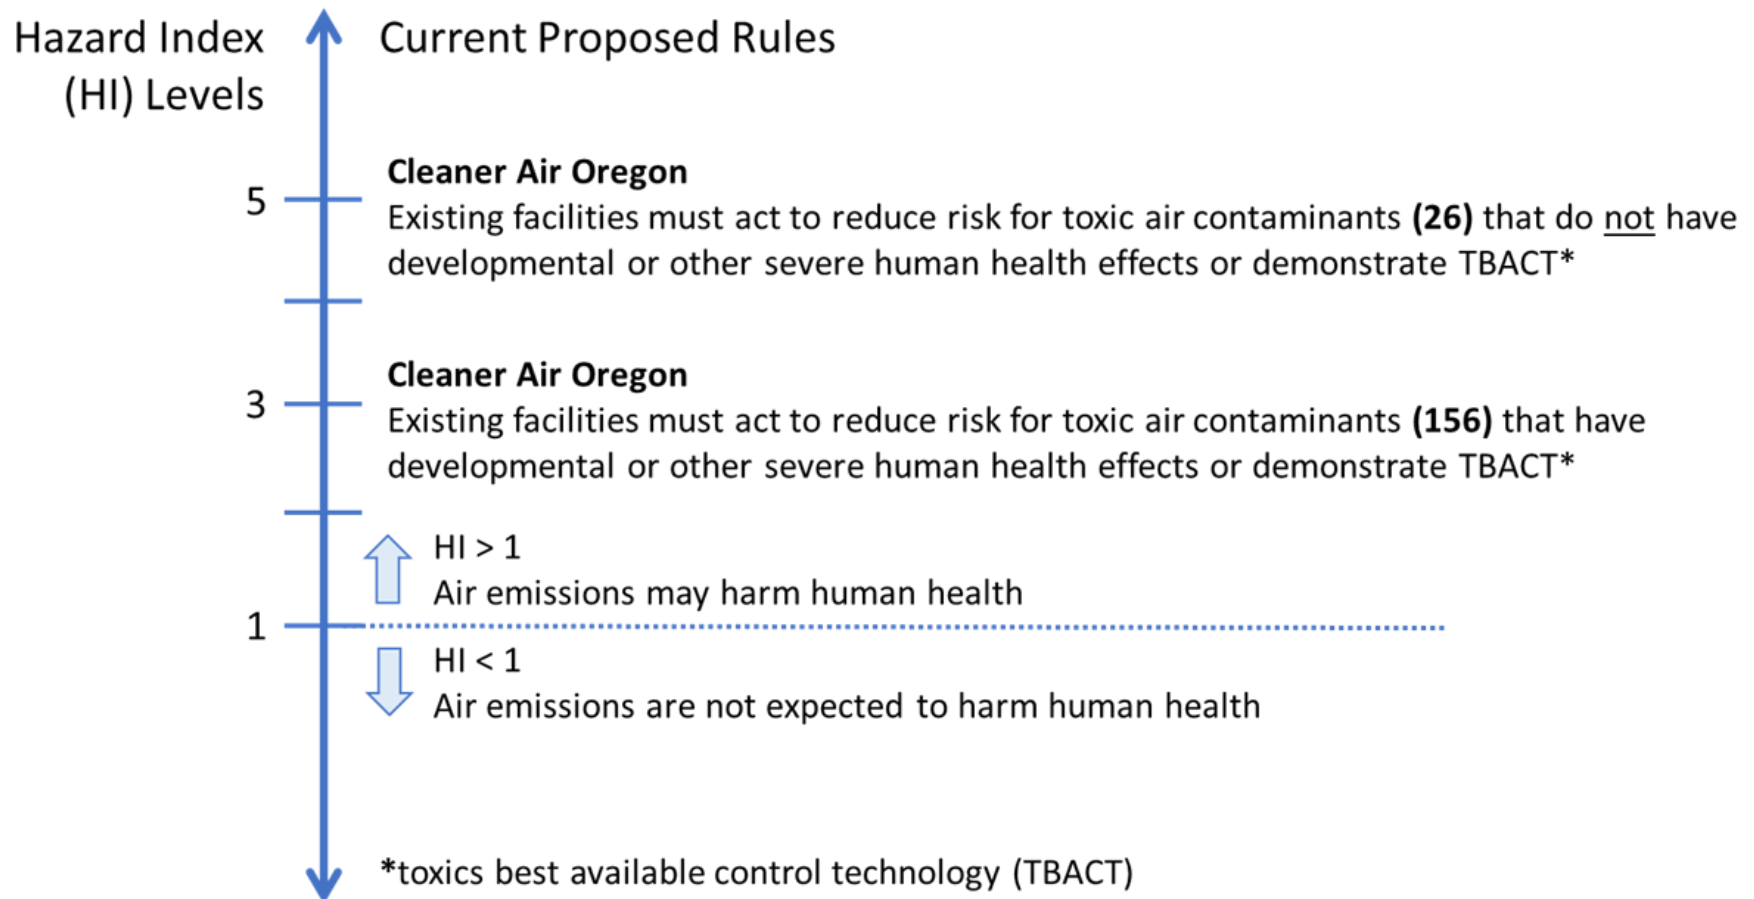 Hazard Index
(HI) Levels
Current Proposed Rules
5
Cleaner Air Oregon
Existing facilities must act to reduce risk for toxic air contaminants (26) that do not have
developmental or other severe human health effects or demonstrate TBACT*
3
Cleaner Air Oregon
Existing facilities must act to reduce risk for toxic air contaminants (156) that have
developmental or other severe human health effects or demonstrate TBACT*
HI > 1
Air emissions may harm human health
1
HI < 1
Air emissions are not expected to harm human health
*toxics best available control technology (TBACT)